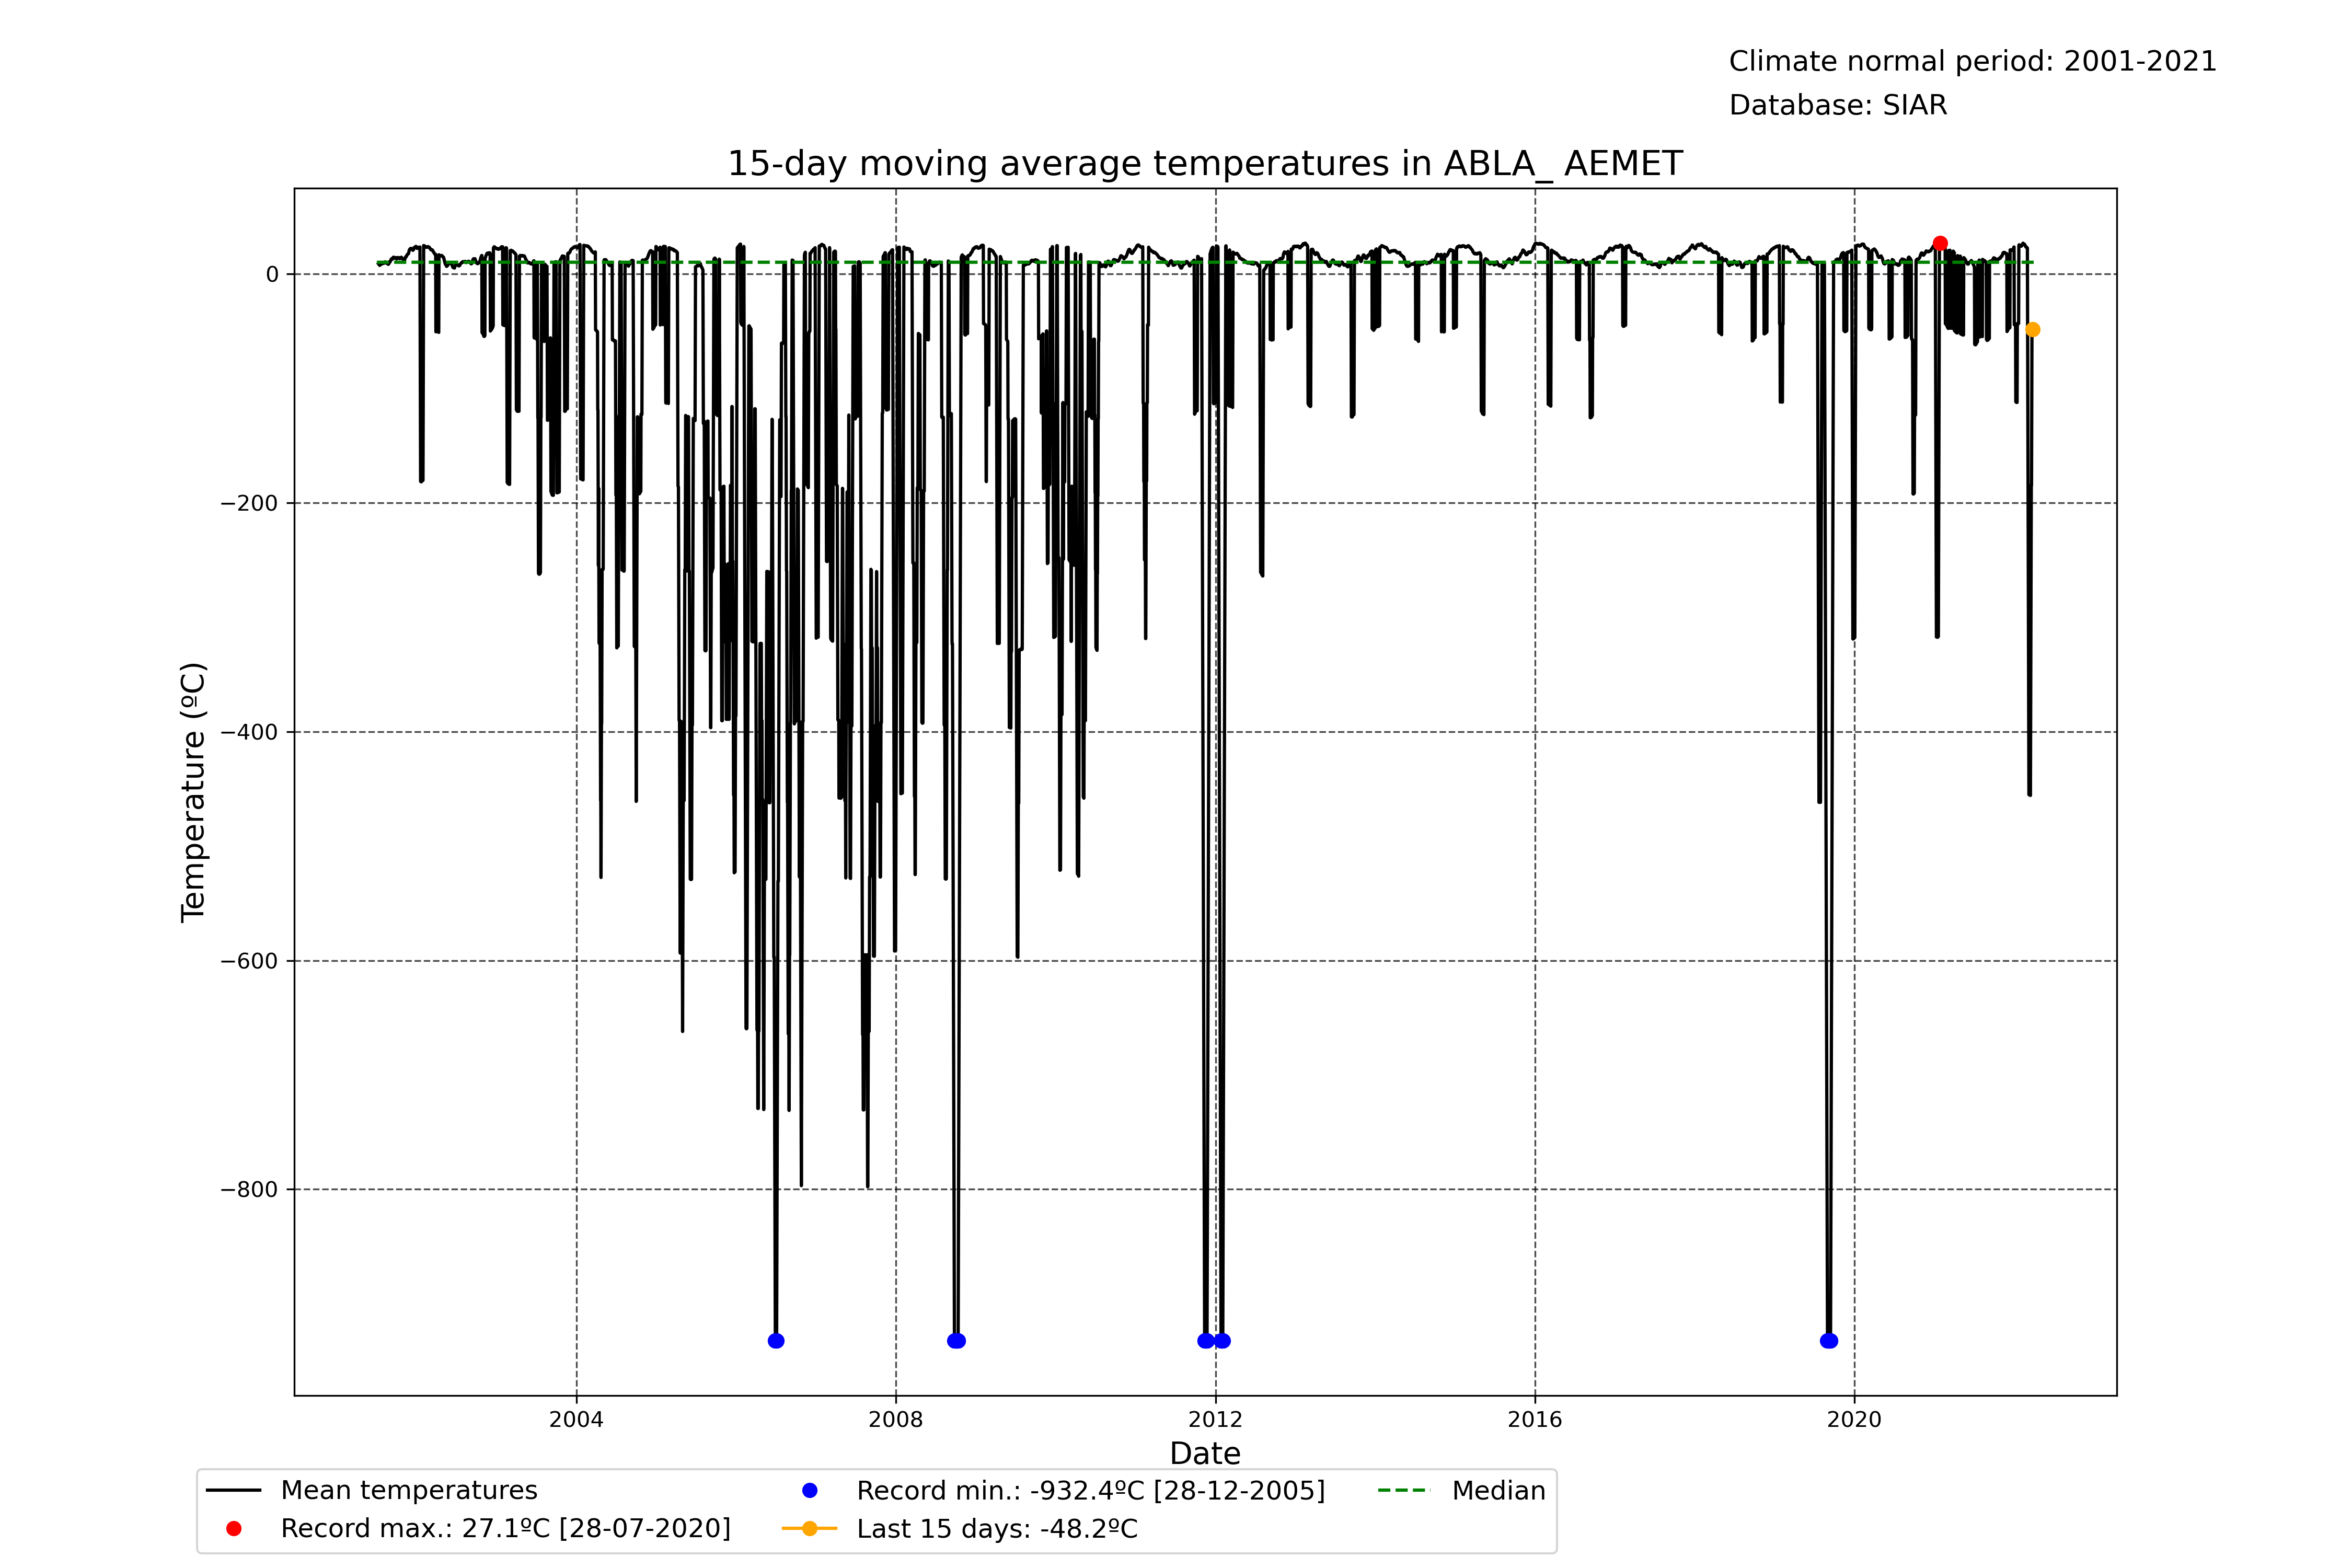 Climate normal period: 2001-2021
Database: SIAR
15-day moving average temperatures in ABLA_ AEMET
0
−200
−400
−600
−800
Temperature (ºC)
2004 2008 2012 2016 2020
Date
Mean temperatures
Record max.: 27.1ºC [28-07-2020]
Record min.: -932.4ºC [28-12-2005]
Last 15 days: -48.2ºC
Median